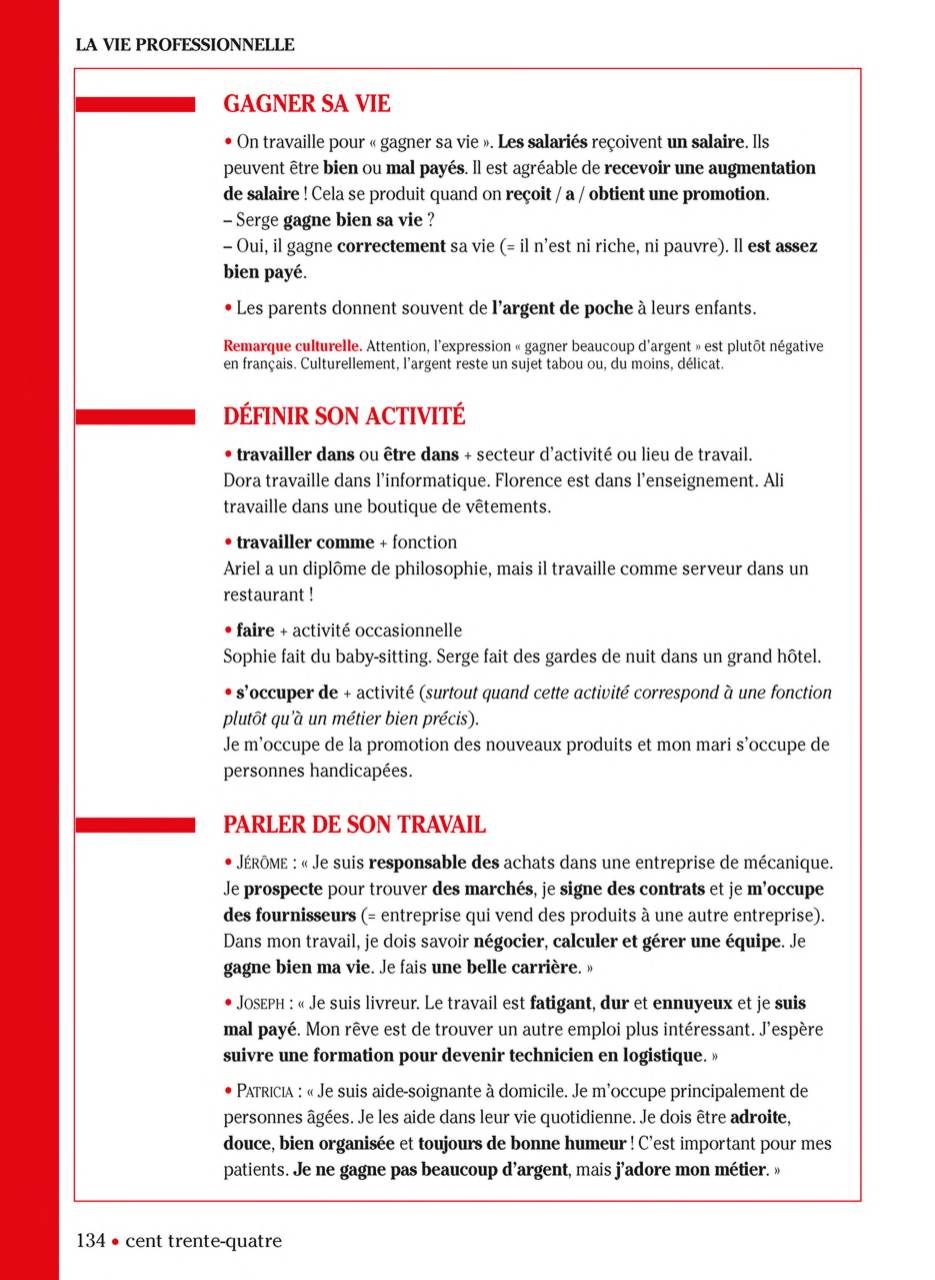 LA VIE PROFESSIONNELLE
GAGNER SA VIE
• On travaille pour « gagner sa vie ». Les salariés reçoivent un salaire. Ils
peuvent être bien ou mal payés. Il est agréable de recevoir une augmentation
de salaire ! Cela se produit quand on reçoit / a / obtient une promotion.
– Serge gagne bien sa vie ?
– Oui, il gagne correctement sa vie (= il n’est ni riche, ni pauvre). Il est assez
bien payé.
• Les parents donnent souvent de l’argent de poche à leurs enfants.
Remarque culturelle. Attention, l’expression « gagner beaucoup d’argent » est plutôt négative
en français. Culturellement, l’argent reste un sujet tabou ou, du moins, délicat.
DÉFINIR SON ACTIVITÉ
• travailler dans ou être dans + secteur d’activité ou lieu de travail.
Dora travaille dans l’informatique. Florence est dans l’enseignement. Ali
travaille dans une boutique de vêtements.
• travailler comme + fonction
Ariel a un diplôme de philosophie, mais il travaille comme serveur dans un
restaurant !
• faire + activité occasionnelle
Sophie fait du baby-sitting. Serge fait des gardes de nuit dans un grand hôtel.
• s’occuper de + activité (surtout quand cette activité correspond à une fonction
plutôt qu’à un métier bien précis).
Je m’occupe de la promotion des nouveaux produits et mon mari s’occupe de
personnes handicapées.
PARLER DE SON TRAVAIL
• JÉRÔME : « Je suis responsable des achats dans une entreprise de mécanique.
Je prospecte pour trouver des marchés, je signe des contrats et je m’occupe
des fournisseurs (= entreprise qui vend des produits à une autre entreprise).
Dans mon travail, je dois savoir négocier, calculer et gérer une équipe. Je
gagne bien ma vie. Je fais une belle carrière. »
• JOSEPH : « Je suis livreur. Le travail est fatigant, dur et ennuyeux et je suis
mal payé. Mon rêve est de trouver un autre emploi plus intéressant. J’espère
suivre une formation pour devenir technicien en logistique. »
• PATRICIA : « Je suis aide-soignante à domicile. Je m’occupe principalement de
personnes âgées. Je les aide dans leur vie quotidienne. Je dois être adroite,
douce, bien organisée et toujours de bonne humeur ! C’est important pour mes
patients. Je ne gagne pas beaucoup d’argent, mais j’adore mon métier. »
134 • cent trente-quatre